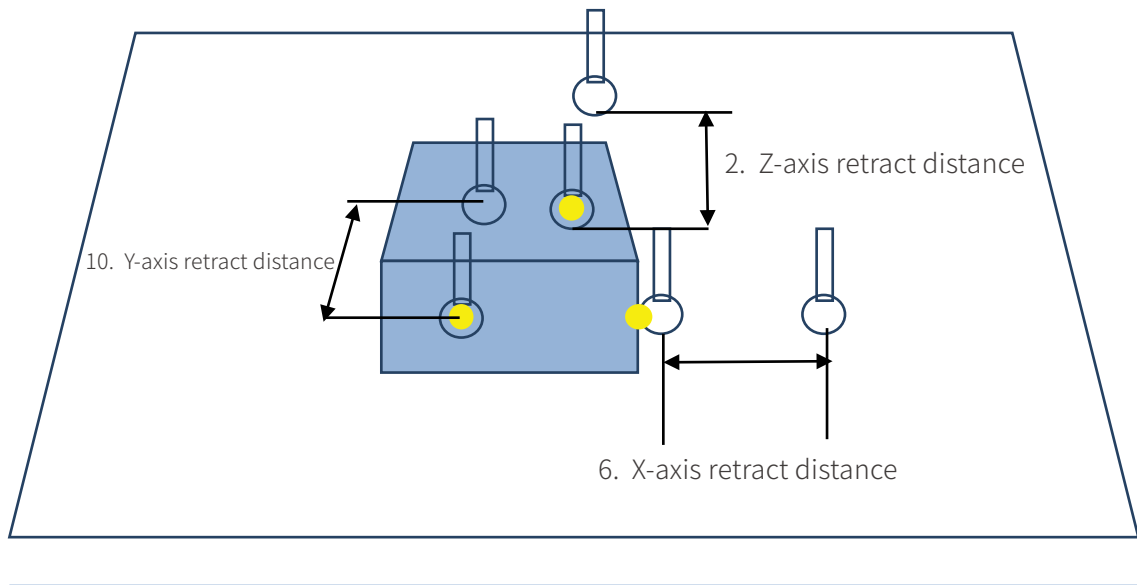 2. Z-axis retract distance
10. Y-axis retract distance
6. X-axis retract distance